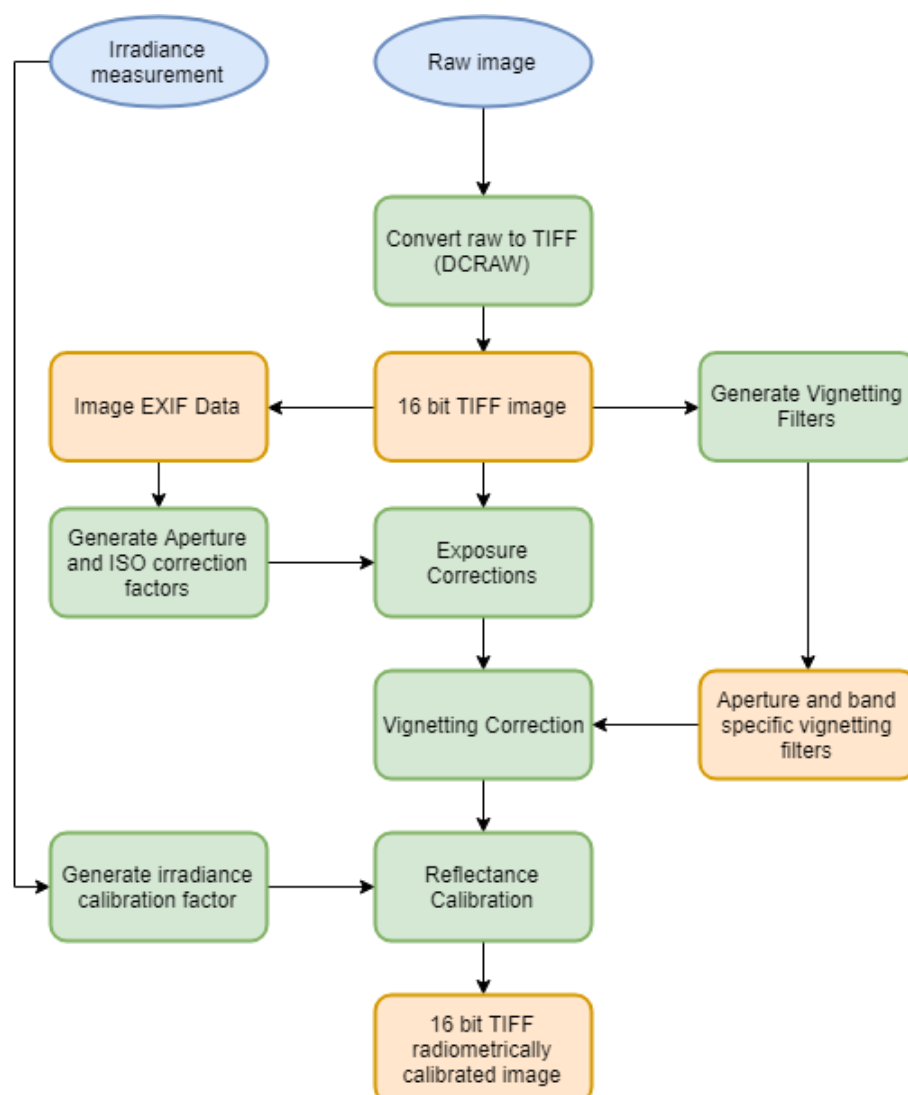 Irradiance
measurement
Raw image
Convert raw to TIFF
(DCRAW)
Image EXIF Data
16 bit TIFF image
Generate Vignetting
Filters
Generate Aperture
and ISO correction
factors
Exposure
Corrections
Vignetting Correction
Aperture and band
specific vignetting
filters
Generate irradiance
calibration factor
Reflectance
Calibration
16 bit TIFF
radiometrically
calibrated image